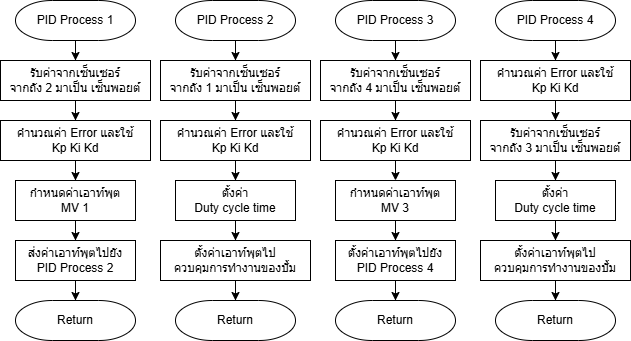 PID Process 1
รับค่าจากเซ็นเซอร์
จากถัง 2 มาเป็น เซ็นพอยต์
คำนวณค่า Error และใช้
Kp Ki Kd
กำหนดค่าเอาท์พุต
MV 1
ส่งค่าเอาท์พุตไปยัง
PID Process 2
Return
PID Process 2
รับค่าจากเซ็นเซอร์
จากถัง 1 มาเป็น เซ็นพอยต์
คำนวณค่า Error และใช้
Kp Ki Kd
ตั้งค่า
Duty cycle time
ตั้งค่าเอาท์พุตไป
ควบคุมการทำงานของปั้ม
Return
PID Process 3
รับค่าจากเซ็นเซอร์
จากถัง 4 มาเป็น เซ็นพอยต์
คำนวณค่า Error และใช้
Kp Ki Kd
กำหนดค่าเอาท์พุต
MV 3
ตั้งค่าเอาท์พุตไปยัง
PID Process 4
Return
PID Process 4
คำนวณค่า Error และใช้
Kp Ki Kd
รับค่าจากเซ็นเซอร์
จากถัง 3 มาเป็น เซ็นพอยต์
ตั้งค่า
Duty cycle time
ตั้งค่าเอาท์พุตไป
ควบคุมการทำงานของปั้ม
Return